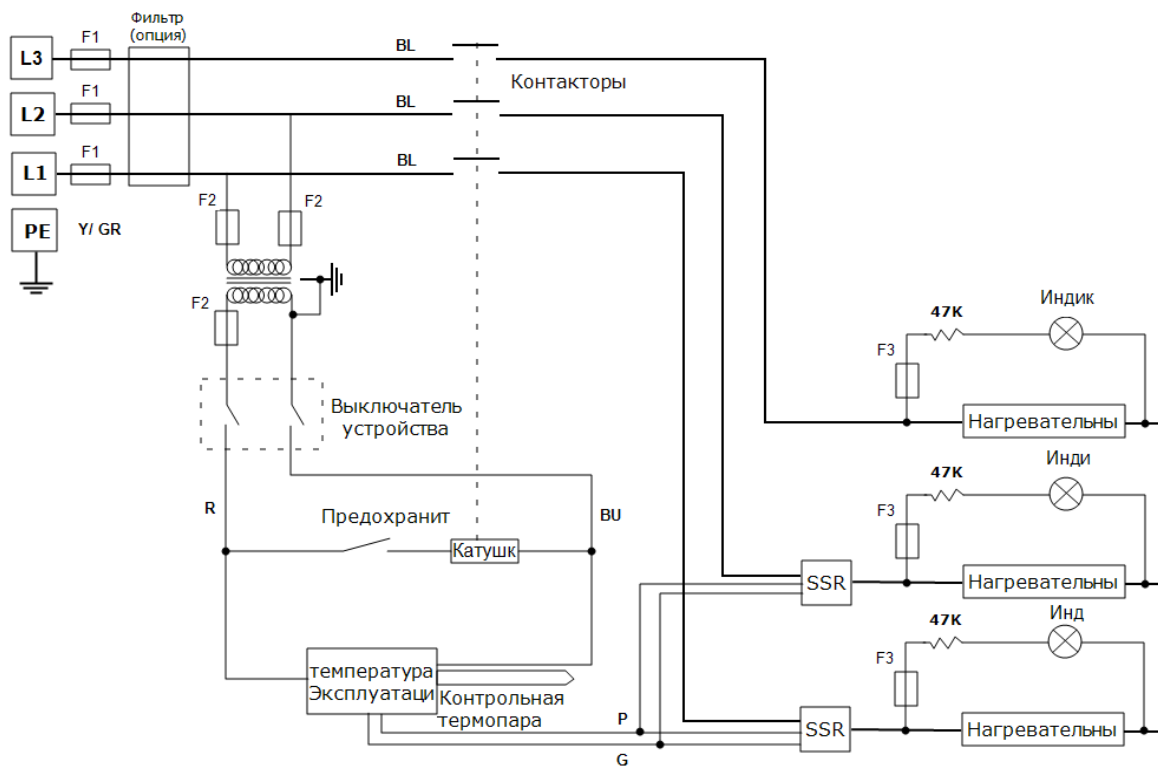 Фильтр
(опция)
F1
L3
BL
Контакторы
F1
L2
BL
F1
L1
BL
F2
F2
PE
Y/ GR
F2
Индик
47K
F3
Нагревательны
Выключатель
устройства
Инди
47K
R
Предохранит
BU
F3
Катушк
SSR
Нагревательны
Инд
47K
F3
температура
Эксплуатаци
Контрольная
термопара
P
G
SSR
Нагревательны